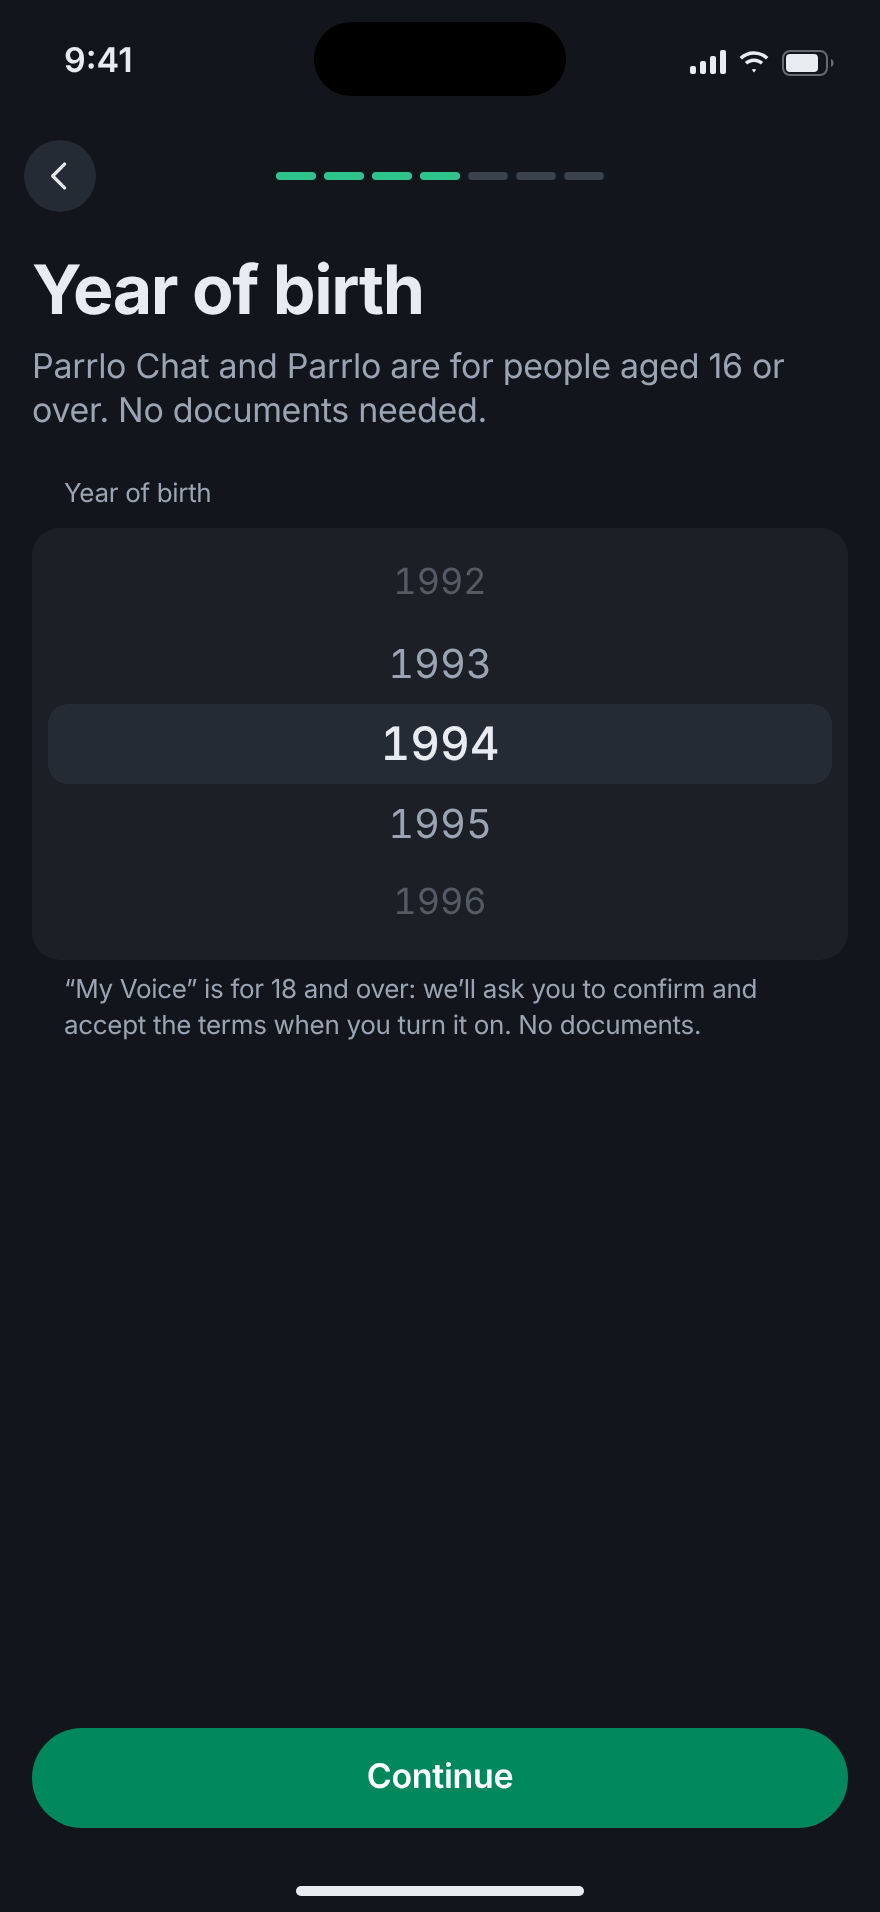 9:41
Year of birth
Parrlo Chat and Parrlo are for people aged 16 or
over. No documents needed.
Year of birth
1992
1993
1994
1995
1996
“My Voice” is for 18 and over: we’ll ask you to confirm and
accept the terms when you turn it on. No documents.
Continue